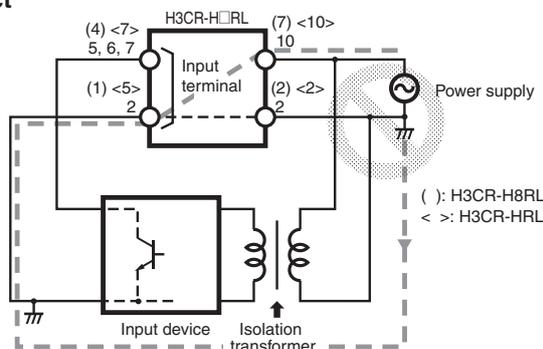 ct
H3CR-H□RL
(4) <7>
5, 6, 7
(7) <10>
10
Input
terminal
(1) <5>
2
(2) <2>
2
Power supply
( ): H3CR-H8RL
< >: H3CR-HRL
Input device
Isolation
transformer